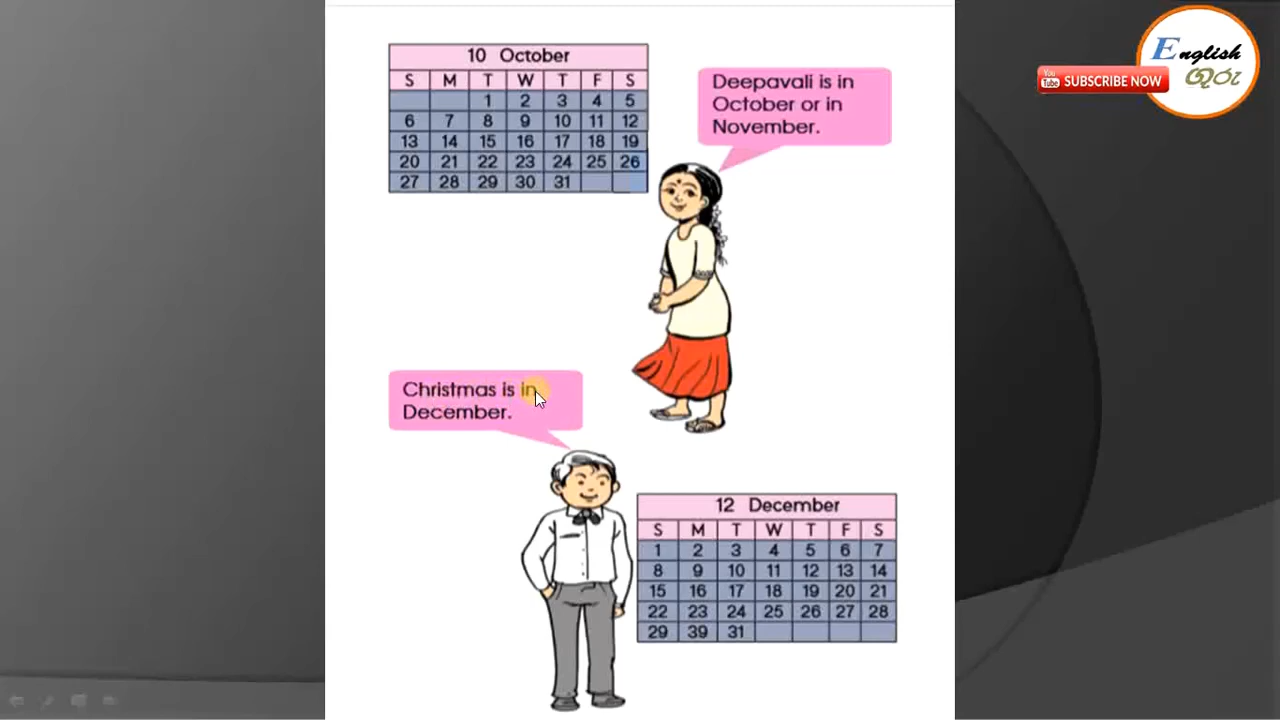 10 October
S M T W T F S
1 2 3 4 5
6 7 8 9 10 11 12
13 14 15 16 17 18 19
20 21 22 23 24 25 26
27 28 29 30 31
Deepavali is in
October or in
November.
Christmas is in
December.
12 December
S M T W T F S
1 2 3 4 5 6 7
8 9 10 11 12 13 14
15 16 17 18 19 20 21
22 23 24 25 26 27 28
29 39 31
You Tube SUBSCRIBE NOW
English